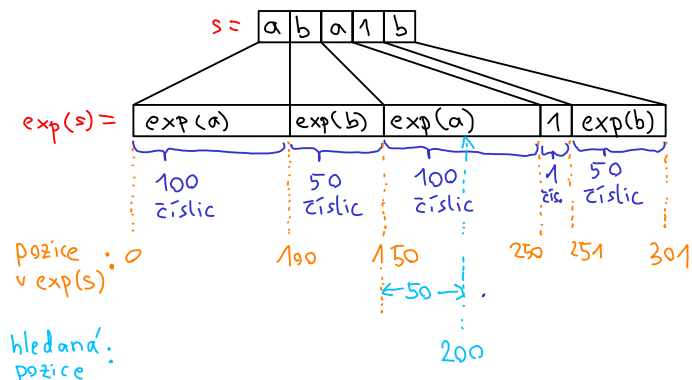 s= a b a 1 b
exp(s)= exp(a) exp(b) exp(a) 1 exp(b)
100 50 100 1 50
číslic číslic číslic čís. číslic
pozice : 0 100 150 250 251 301
v exp(s)
50
hledaná : 200
pozice